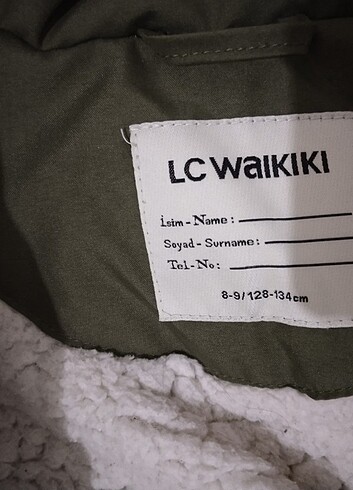 LC WAIKIKI
İsim - Name :
Soyad - Surname :
Tel - No :
8-9 / 128-134cm